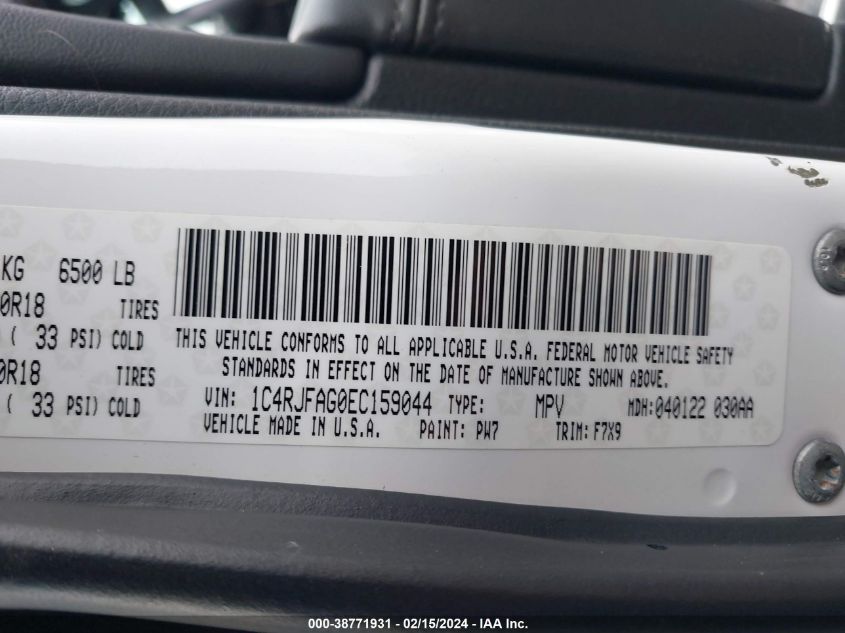 KG 6500 LB
0R18 TIRES
( 33 PSI) COLD
0R18 TIRES
( 33 PSI) COLD
THIS VEHICLE CONFORMS TO ALL APPLICABLE U.S.A. FEDERAL MOTOR VEHICLE SAFETY
STANDARDS IN EFFECT ON THE DATE OF MANUFACTURE SHOWN ABOVE.
VIN: 1C4RJFAG0EC159044 TYPE: MPV MDH: 040122 030AA
VEHICLE MADE IN U.S.A. PAINT: PW7 TRIM: F7X9
000-38771931 - 02/15/2024 - IAA Inc.